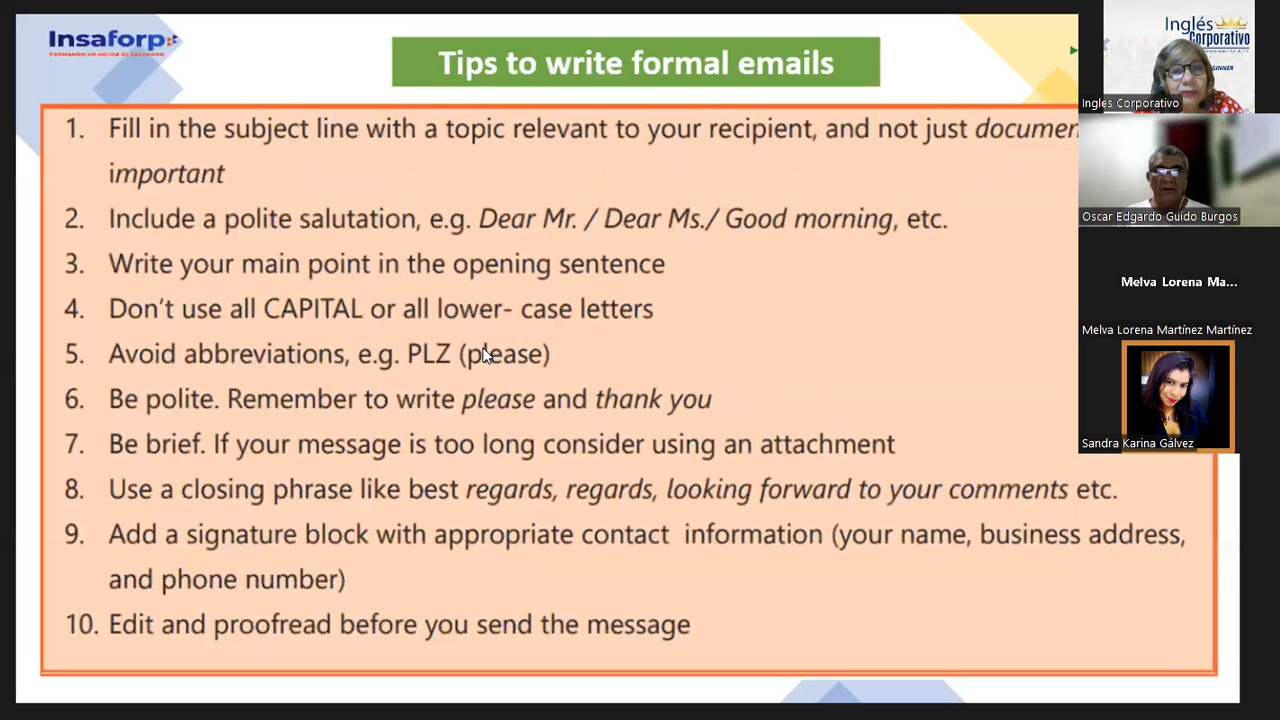 Insaforp
FORMANDO UN MEJOR EL SALVADOR
Tips to write formal emails
1. Fill in the subject line with a topic relevant to your recipient, and not just documen
important
2. Include a polite salutation, e.g. Dear Mr. / Dear Ms./ Good morning, etc.
3. Write your main point in the opening sentence
4. Don't use all CAPITAL or all lower- case letters
5. Avoid abbreviations, e.g. PLZ (please)
6. Be polite. Remember to write please and thank you
7. Be brief. If your message is too long consider using an attachment
8. Use a closing phrase like best regards, regards, looking forward to your comments etc.
9. Add a signature block with appropriate contact information (your name, business address,
and phone number)
10. Edit and proofread before you send the message
Inglés
Corporativo
Inglés Corporativo
Oscar Edgardo Guido Burgos
Melva Lorena Ma...
Melva Lorena Martínez Martínez
Sandra Karina Gálvez